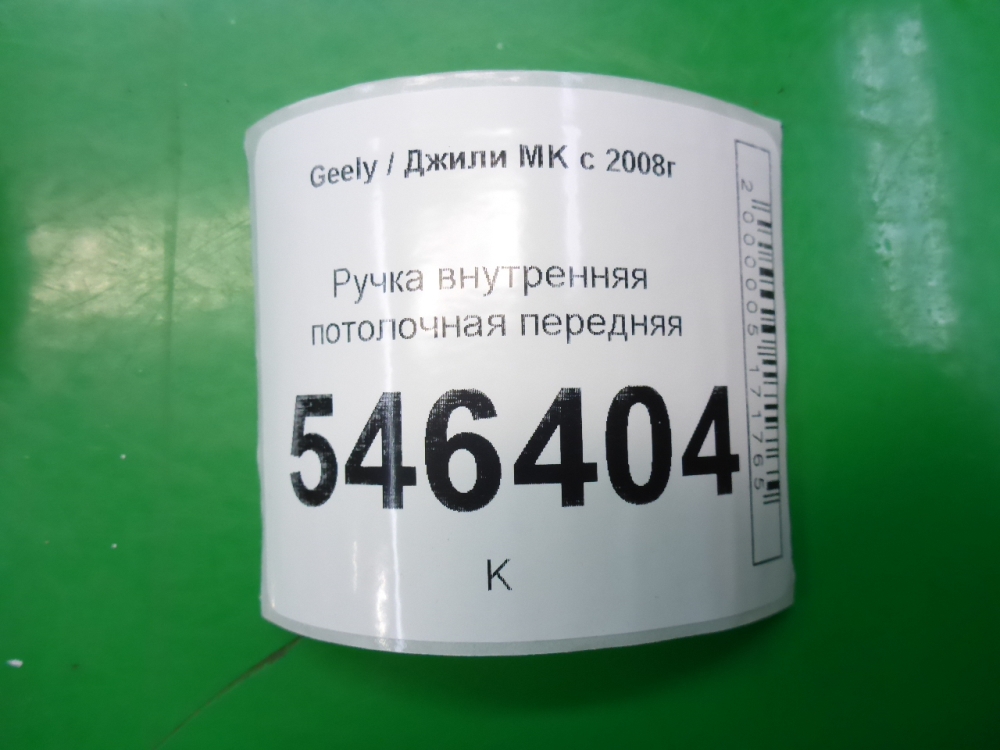 Geely / Джили МК с 2008г
Ручка внутренняя
потолочная передняя
546404
К
2000005171765